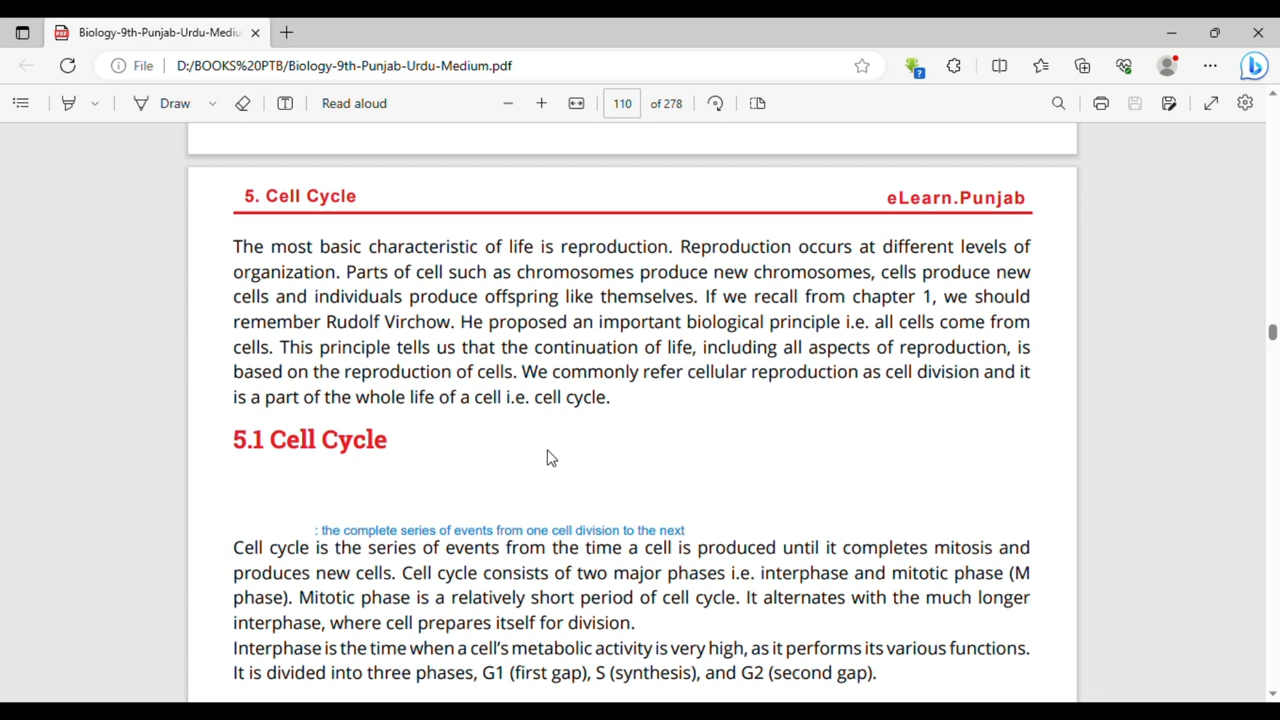 Biology-9th-Punjab-Urdu-Mediu
File
D:/BOOKS%20PTB/Biology-9th-Punjab-Urdu-Medium.pdf
Draw
Read aloud
110 of 278
5. Cell Cycle
eLearn.Punjab
The most basic characteristic of life is reproduction. Reproduction occurs at different levels of
organization. Parts of cell such as chromosomes produce new chromosomes, cells produce new
cells and individuals produce offspring like themselves. If we recall from chapter 1, we should
remember Rudolf Virchow. He proposed an important biological principle i.e. all cells come from
cells. This principle tells us that the continuation of life, including all aspects of reproduction, is
based on the reproduction of cells. We commonly refer cellular reproduction as cell division and it
is a part of the whole life of a cell i.e. cell cycle.
5.1 Cell Cycle
: the complete series of events from one cell division to the next
Cell cycle is the series of events from the time a cell is produced until it completes mitosis and
produces new cells. Cell cycle consists of two major phases i.e. interphase and mitotic phase (M
phase). Mitotic phase is a relatively short period of cell cycle. It alternates with the much longer
interphase, where cell prepares itself for division.
Interphase is the time when a cell's metabolic activity is very high, as it performs its various functions.
It is divided into three phases, G1 (first gap), S (synthesis), and G2 (second gap).